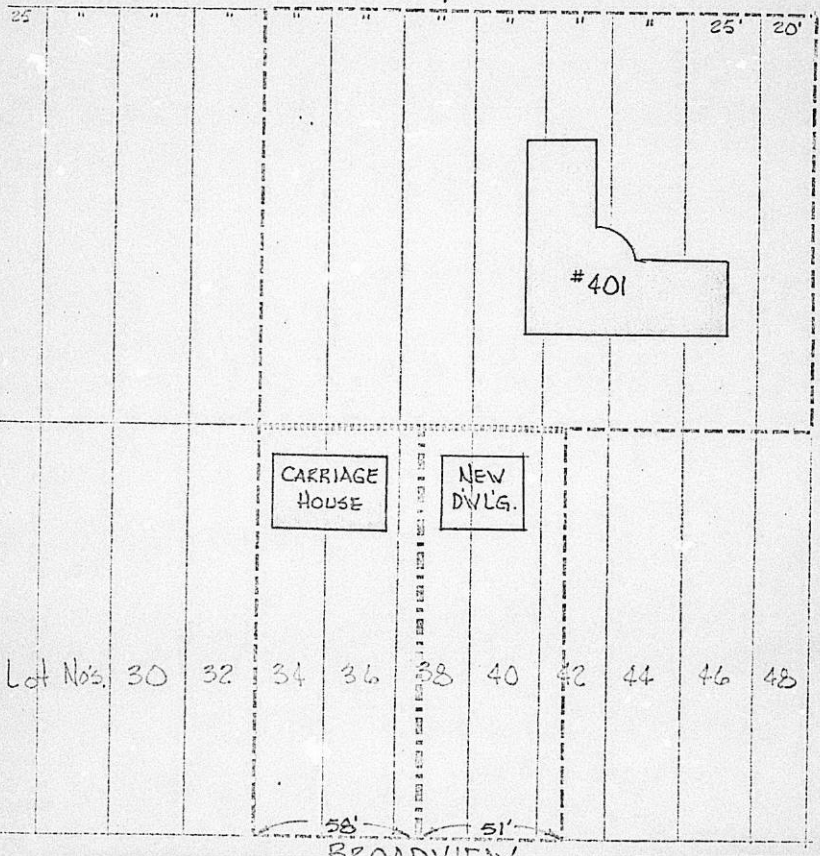 25 " " " " " " " " 25' 20'
#401
CARRIAGE
HOUSE
NEW
DWLG.
Lot No's. 30 32 34 36 38 40 42 44 46 48
58' 51'
BROADVIEW